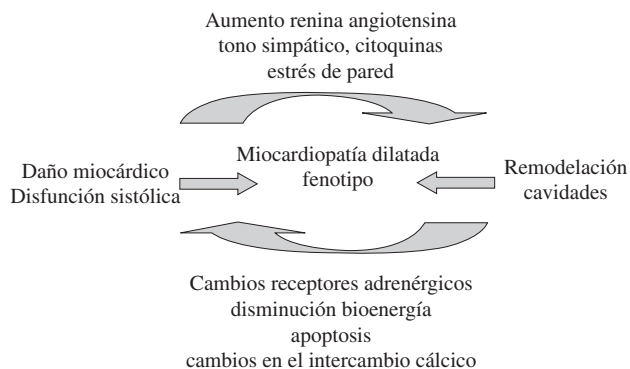 Aumento renina angiotensina
tono simpático, citoquinas
estrés de pared
Daño miocárdico
Disfunción sistólica
Miocardiopatía dilatada
fenotipo
Remodelación
cavidades
Cambios receptores adrenérgicos
disminución bioenergía
apoptosis
cambios en el intercambio cálcico